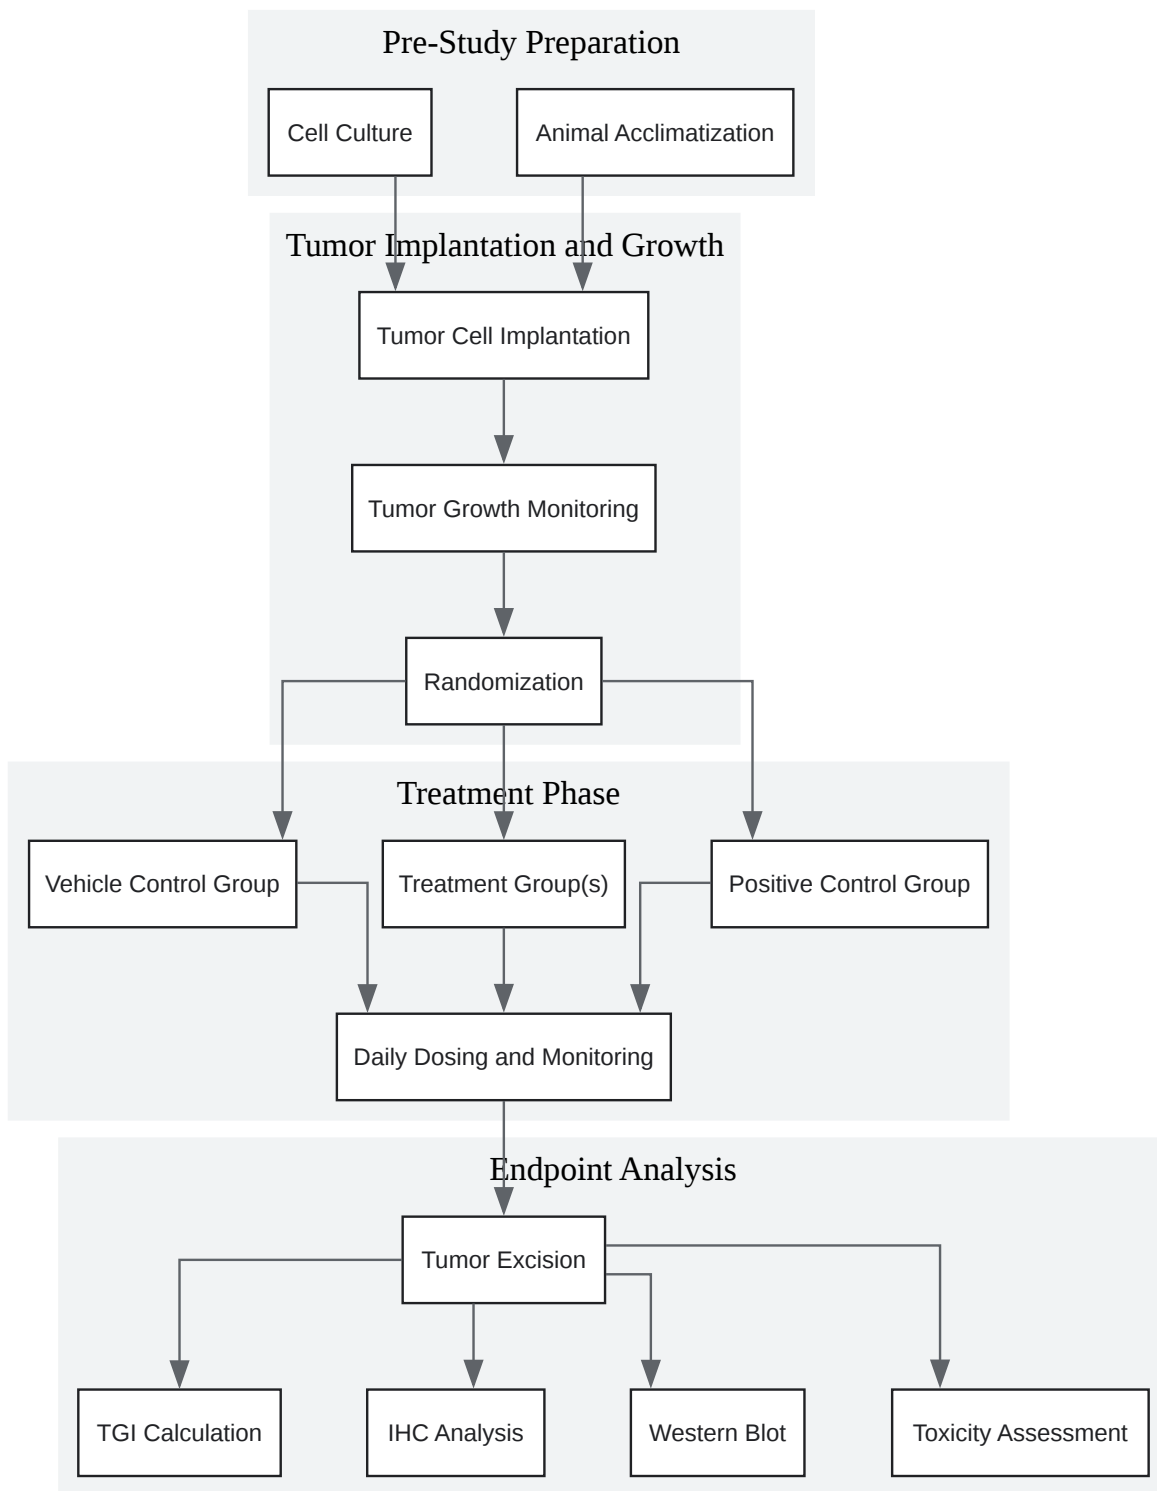 Pre-Study Preparation
Cell Culture
Animal Acclimatization
Tumor Implantation and Growth
Tumor Cell Implantation
Tumor Growth Monitoring
Randomization
Treatment Phase
Vehicle Control Group
Treatment Group(s)
Positive Control Group
Daily Dosing and Monitoring
Endpoint Analysis
Tumor Excision
TGI Calculation
IHC Analysis
Western Blot
Toxicity Assessment